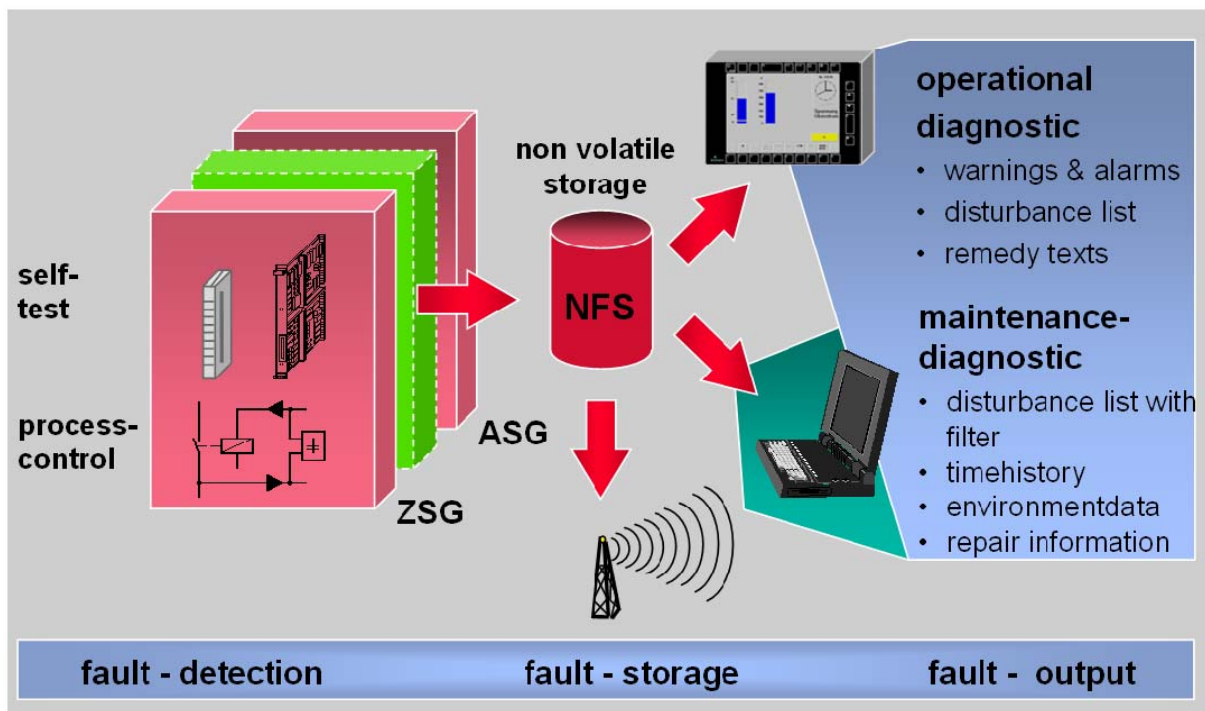 self-
test
process-
control
ZSG
ASG
non volatile
storage
NFS
operational
diagnostic
• warnings & alarms
• disturbance list
• remedy texts
maintenance-
diagnostic
• disturbance list with
filter
• timehistory
• environmentdata
• repair information
fault - detection
fault - storage
fault - output